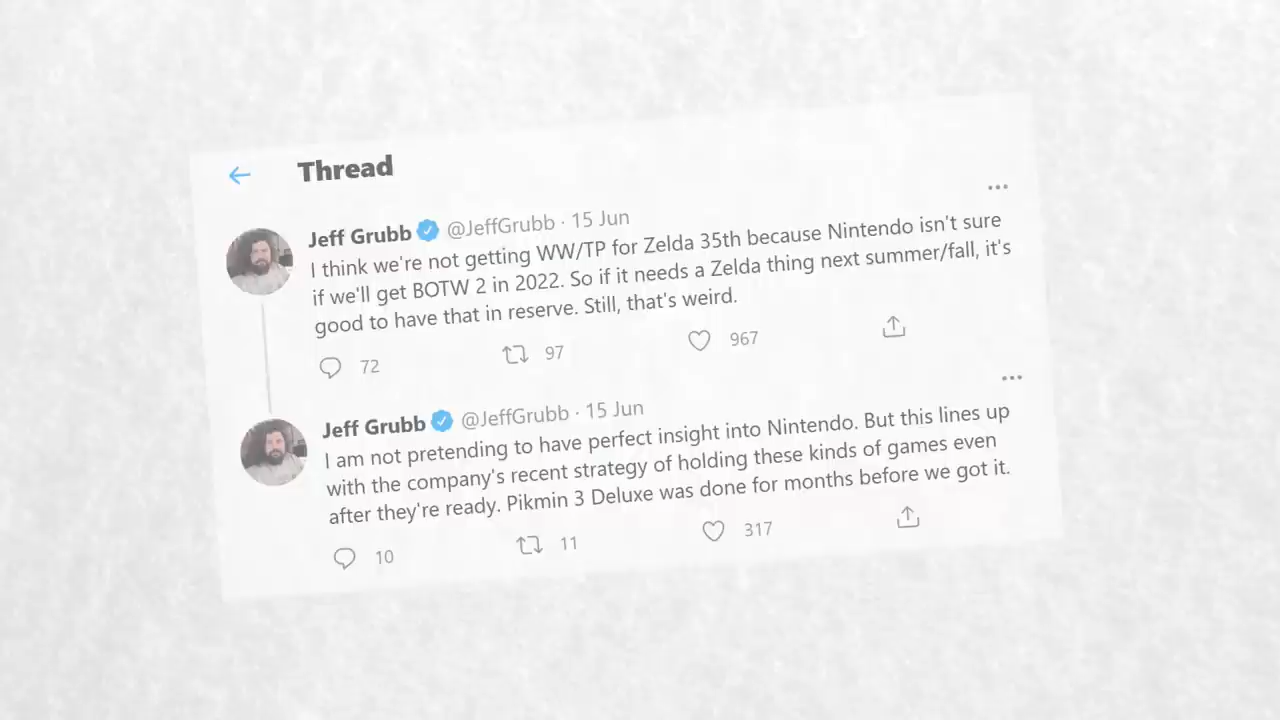 Thread
Jeff Grubb @JeffGrubb · 15 Jun
I think we're not getting WW/TP for Zelda 35th because Nintendo isn't sure
if we'll get BOTW 2 in 2022. So if it needs a Zelda thing next summer/fall, it's
good to have that in reserve. Still, that's weird.
72 97 967
Jeff Grubb @JeffGrubb · 15 Jun
I am not pretending to have perfect insight into Nintendo. But this lines up
with the company's recent strategy of holding these kinds of games even
after they're ready. Pikmin 3 Deluxe was done for months before we got it.
10 11 317